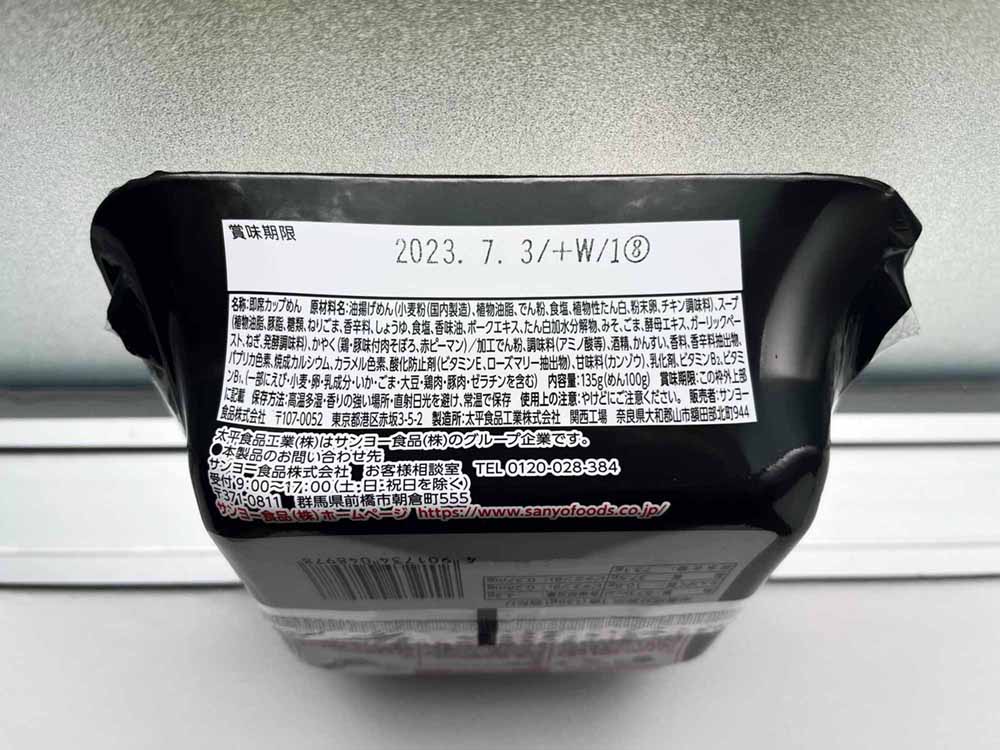 賞味期限
2023. 7. 3/+W/1⑧
名称:即席カップめん 原材料名:油揚げめん(小麦粉(国内製造)、植物油脂、でん粉、食塩、植物性たん白、粉末卵、チキン調味料)、スープ
(植物油脂、豚脂、糖類、ねりごま、香辛料、しょうゆ、食塩、香味油、ポークエキス、たん白加水分解物、みそ、ごま、酵母エキス、ガーリックペー
スト、ねぎ、発酵調味料)、かやく(鶏・豚味付肉そぼろ、赤ピーマン)/加工でん粉、調味料(アミノ酸等)、酒精、かんすい、香料、香辛料抽出物、
パプリカ色素、焼成カルシウム、カラメル色素、酸化防止剤(ビタミンE、ローズマリー抽出物)、甘味料(カンゾウ)、乳化剤、ビタミンB₂、ビタミ
ンB₁、(一部にえび・小麦・卵・乳成分・いか・ごま・大豆・鶏肉・豚肉・ゼラチンを含む) 内容量:135g(めん100g) 賞味期限:この枠外上部
に記載 保存方法:高温多湿・香りの強い場所・直射日光を避け、常温で保存 使用上の注意:やけどにご注意ください。 販売者:サンヨー
食品株式会社 〒107-0052 東京都港区赤坂3-5-2 製造所:太平食品工業株式会社 関西工場 奈良県大和郡山市額田部北町944
太平食品工業(株)はサンヨー食品(株)のグループ企業です。
●本製品のお問い合わせ先
サンヨー食品株式会社 お客様相談室 TEL 0120-028-384
受付/9:00~17:00(土・日・祝日を除く)
〒371-0811 群馬県前橋市朝倉町555
サンヨー食品(株)ホームページ https://www.sanyofoods.co.jp/
4 901734 048978